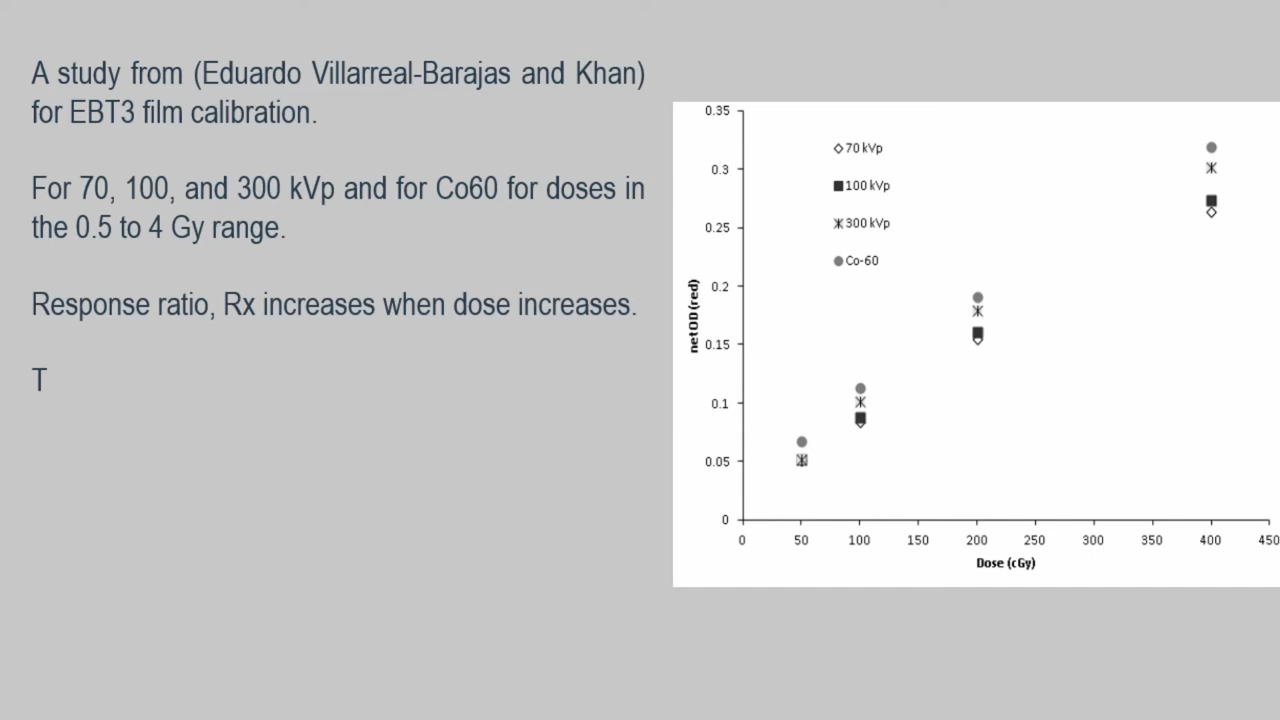 A study from (Eduardo Villarreal-Barajas and Khan)
for EBT3 film calibration.
For 70, 100, and 300 kVp and for Co60 for doses in
the 0.5 to 4 Gy range.
Response ratio, Rx increases when dose increases.
T
0.35
0.3
0.25
0.2
0.15
0.1
0.05
0
netOD (red)
70 kVp
100 kVp
300 kVp
Co-60
0 50 100 150 200 250 300 350 400 450
Dose (cGy)